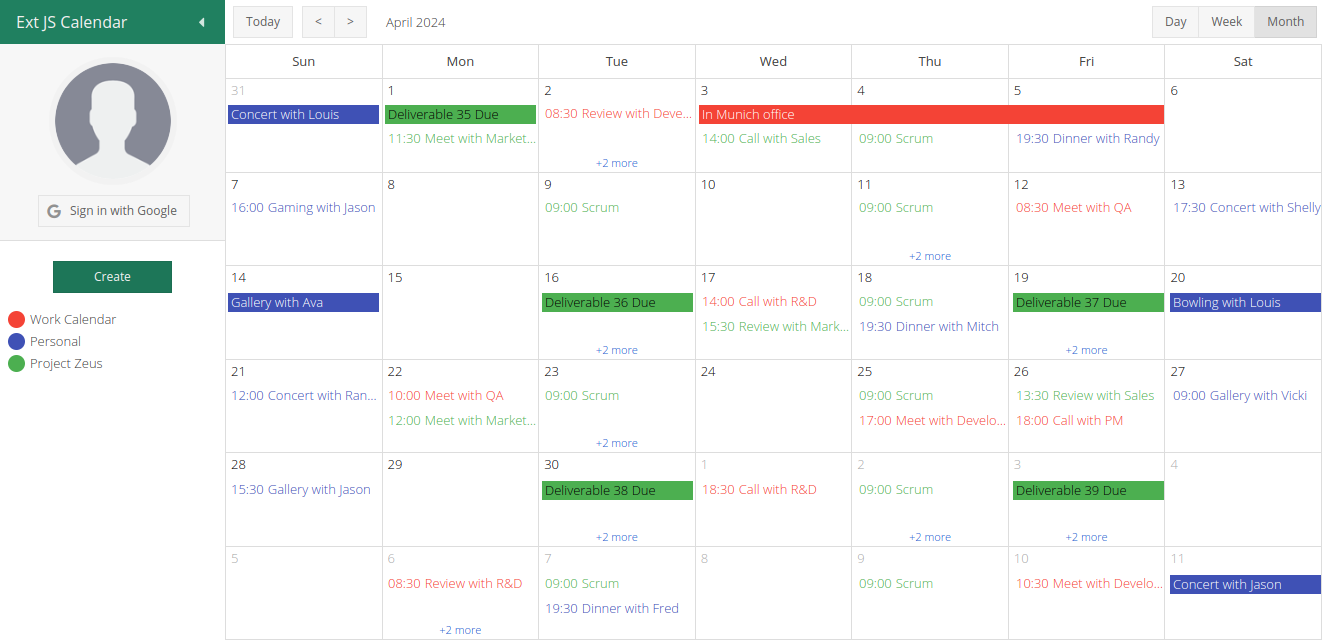 Ext JS Calendar
Today < > April 2024 Day Week Month
Sign in with Google
Create
Work Calendar
Personal
Project Zeus
Sun Mon Tue Wed Thu Fri Sat
31 1 2 3 4 5 6
Concert with Louis Deliverable 35 Due 08:30 Review with Deve... In Munich office
11:30 Meet with Market... 14:00 Call with Sales 09:00 Scrum 19:30 Dinner with Randy
+2 more
7 8 9 10 11 12 13
16:00 Gaming with Jason 09:00 Scrum 09:00 Scrum 08:30 Meet with QA 17:30 Concert with Shelly
+2 more
14 15 16 17 18 19 20
Gallery with Ava Deliverable 36 Due 14:00 Call with R&D 09:00 Scrum Deliverable 37 Due Bowling with Louis
15:30 Review with Mark... 19:30 Dinner with Mitch
+2 more +2 more
21 22 23 24 25 26 27
12:00 Concert with Ran... 10:00 Meet with QA 09:00 Scrum 09:00 Scrum 13:30 Review with Sales 09:00 Gallery with Vicki
12:00 Meet with Market... 17:00 Meet with Develo... 18:00 Call with PM
+2 more
28 29 30 1 2 3 4
15:30 Gallery with Jason Deliverable 38 Due 18:30 Call with R&D 09:00 Scrum Deliverable 39 Due
+2 more +2 more +2 more
5 6 7 8 9 10 11
08:30 Review with R&D 09:00 Scrum 09:00 Scrum 10:30 Meet with Develo... Concert with Jason
19:30 Dinner with Fred
+2 more